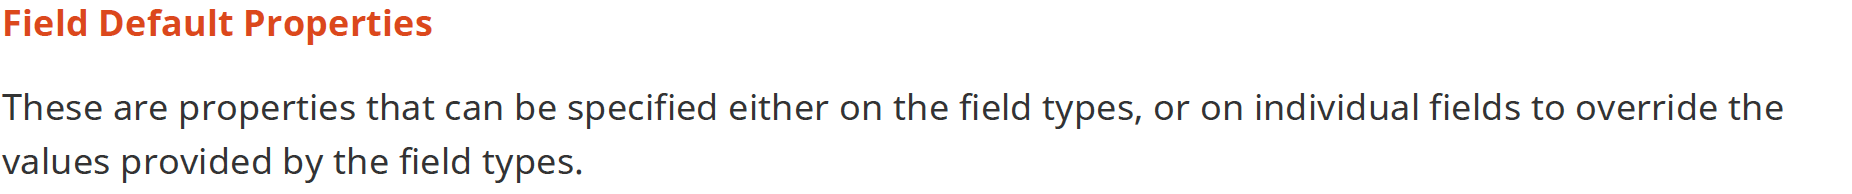 Field Default Properties
These are properties that can be specified either on the field types, or on individual fields to override the
values provided by the field types.